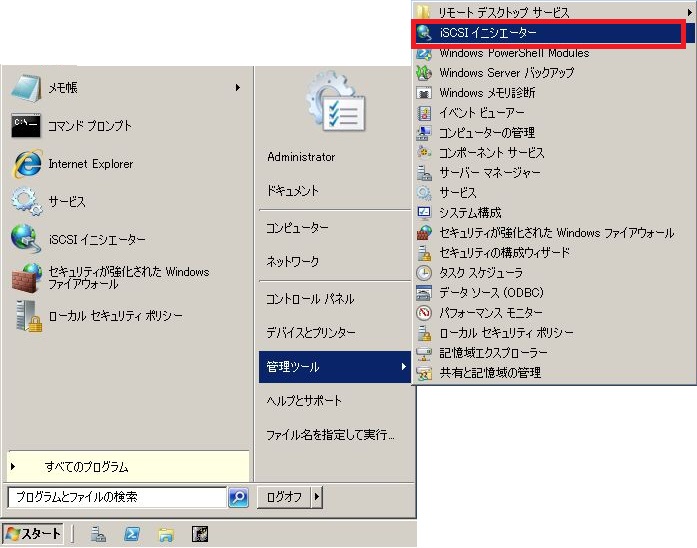 メモ帳
コマンド プロンプト
Internet Explorer
サービス
iSCSI イニシエーター
セキュリティが強化された Windows
ファイアウォール
ローカル セキュリティ ポリシー
すべてのプログラム
プログラムとファイルの検索
スタート
Administrator
ドキュメント
コンピューター
ネットワーク
コントロール パネル
デバイスとプリンター
管理ツール
ヘルプとサポート
ファイル名を指定して実行...
ログオフ
リモート デスクトップ サービス
iSCSI イニシエーター
Windows PowerShell Modules
Windows Server バックアップ
Windows メモリ診断
イベント ビューアー
コンピューターの管理
コンポーネント サービス
サーバー マネージャー
サービス
システム構成
セキュリティが強化された Windows ファイアウォール
セキュリティの構成ウィザード
タスク スケジューラ
データ ソース (ODBC)
パフォーマンス モニター
ローカル セキュリティ ポリシー
記憶域エクスプローラー
共有と記憶域の管理